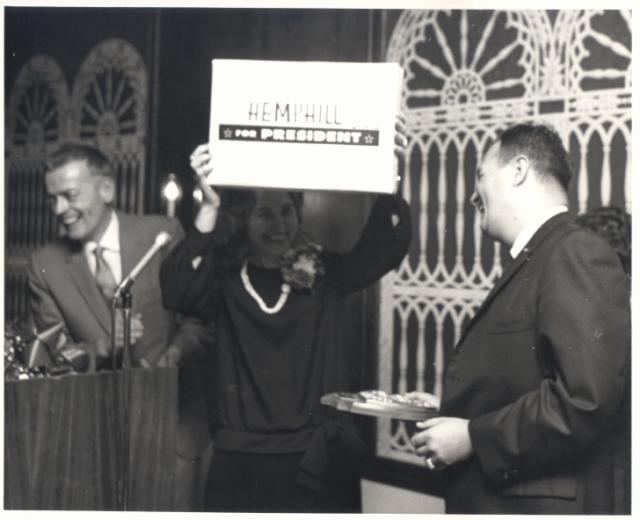 HEMPHILL
☆ FOR PRESIDENT ☆